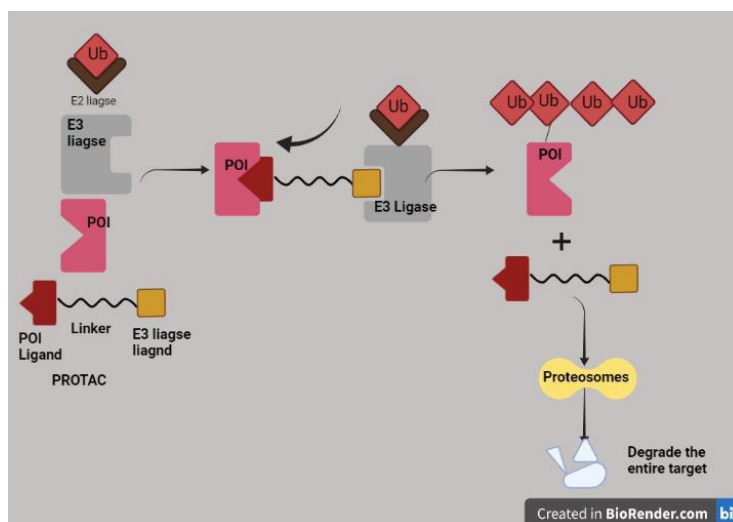 Ub
E2 liagse
E3
liagse
POI
POI
Ligand
Linker
E3 liagse
liagnd
PROTAC
POI
Ub
E3 Ligase
Ub Ub Ub Ub
POI
+
Proteosomes
Degrade the
entire target
Created in BioRender.com bi